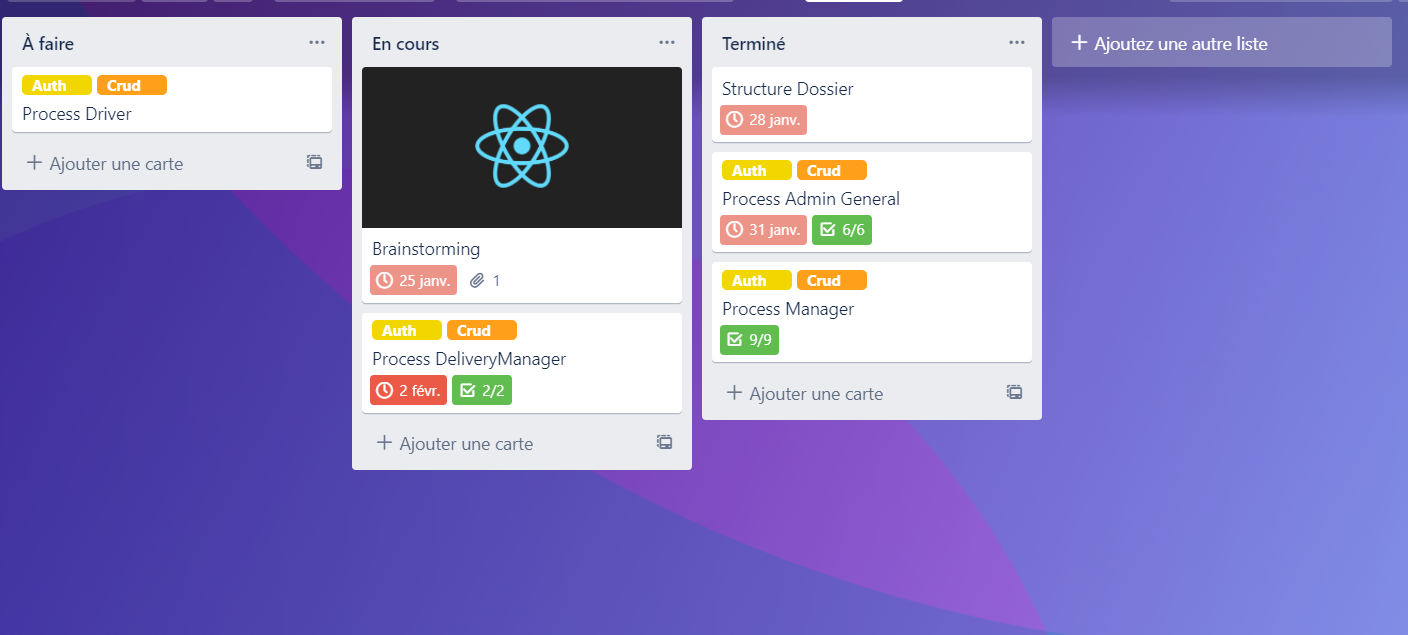 À faire
Auth Crud
Process Driver
Ajouter une carte
En cours
Brainstorming
25 janv. 1
Auth Crud
Process DeliveryManager
2 févr. 2/2
Ajouter une carte
Terminé
Structure Dossier
28 janv.
Auth Crud
Process Admin General
31 janv. 6/6
Auth Crud
Process Manager
9/9
Ajouter une carte
Ajoutez une autre liste